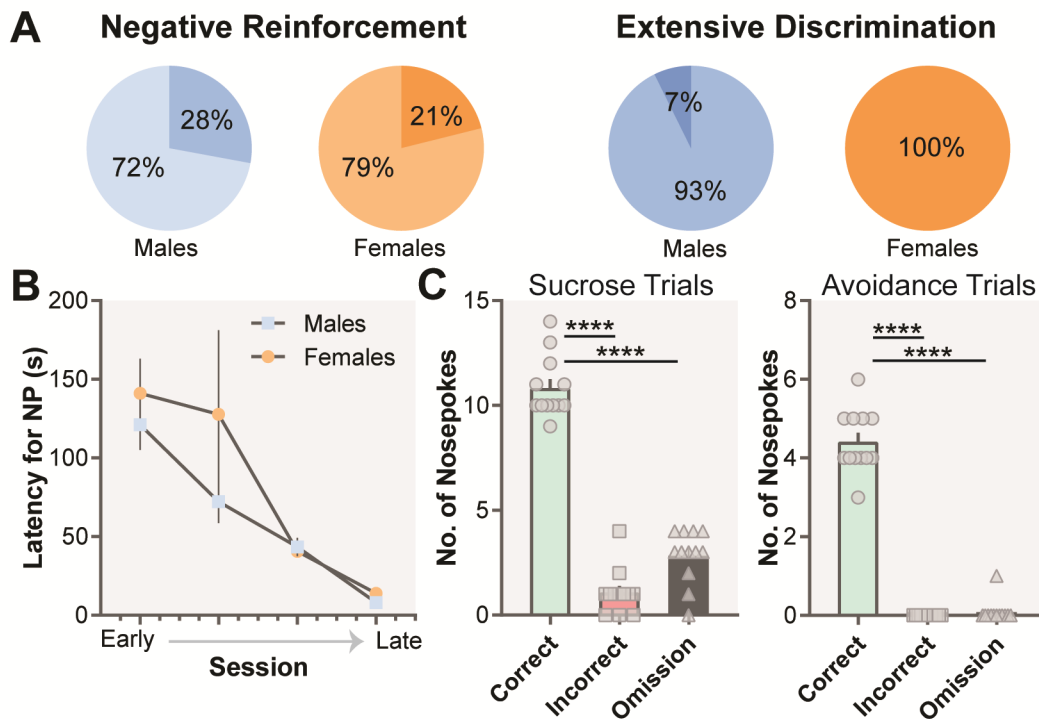 A Negative Reinforcement Extensive Discrimination
28% 72% 21% 79% 7% 93% 100%
Males Females Males Females
B
Latency for NP (s)
200
150
100
50
0
Males
Females
Early Late
Session
C
Sucrose Trials
No. of Nosepokes
15
10
5
0
****
****
Correct Incorrect Omission
Avoidance Trials
No. of Nosepokes
8
6
4
2
0
****
****
Correct Incorrect Omission